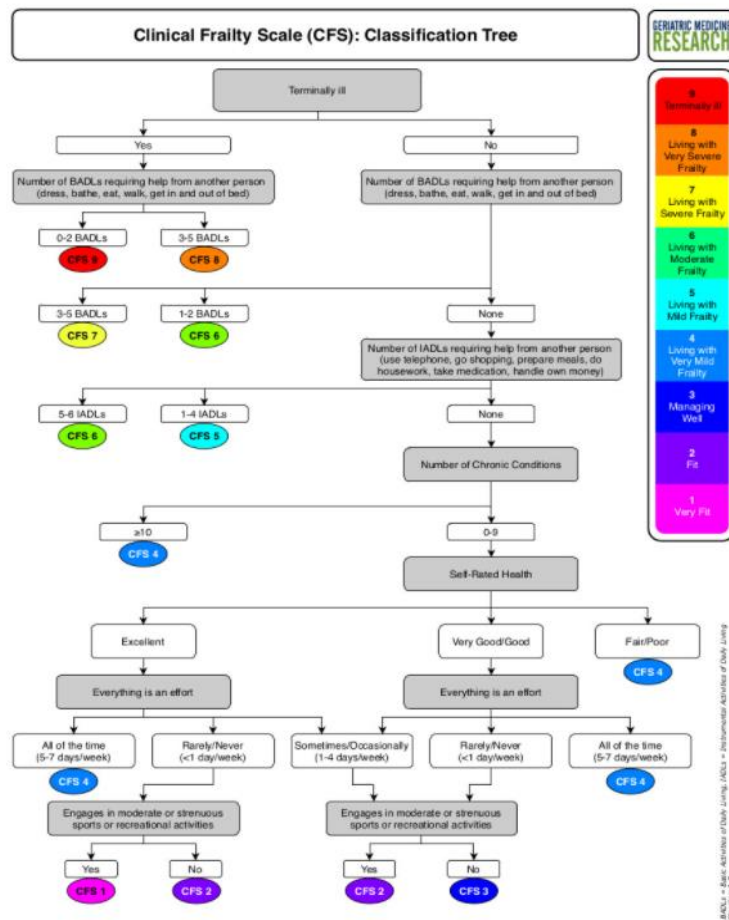 Clinical Frailty Scale (CFS): Classification Tree
GERIATRIC MEDICINE
RESEARCH
Terminally ill
Yes
No
Number of BADLs requiring help from another person
(dress, bathe, eat, walk, get in and out of bed)
Number of BADLs requiring help from another person
(dress, bathe, eat, walk, get in and out of bed)
0-2 BADLs
3-5 BADLs
CFS 9
CFS 8
3-5 BADLs
1-2 BADLs
None
CFS 7
CFS 6
Number of IADLs requiring help from another person
(use telephone, go shopping, prepare meals, do
housework, take medication, handle own money)
5-6 IADLs
1-4 IADLs
None
CFS 6
CFS 5
Number of Chronic Conditions
≥10
0-9
CFS 4
Self-Rated Health
Excellent
Very Good/Good
Fair/Poor
CFS 4
Everything is an effort
Everything is an effort
All of the time
(5-7 days/week)
Rarely/Never
(<1 day/week)
Sometimes/Occasionally
(1-4 days/week)
Rarely/Never
(<1 day/week)
All of the time
(5-7 days/week)
CFS 4
CFS 4
Engages in moderate or strenuous
sports or recreational activities
Engages in moderate or strenuous
sports or recreational activities
Yes
No
Yes
No
CFS 1
CFS 2
CFS 2
CFS 3
9
Terminally ill
8
Living with
Very Severe
Frailty
7
Living with
Severe Frailty
6
Living with
Moderate
Frailty
5
Living with
Mild Frailty
4
Living with
Very Mild
Frailty
3
Managing
Well
2
Fit
1
Very Fit
BADLs = Basic Activities of Daily Living, IADLs = Instrumental Activities of Daily Living